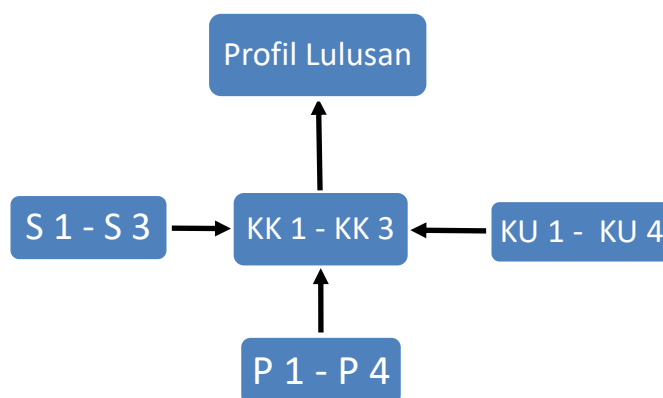 Profil Lulusan
S 1 - S 3
KK 1 - KK 3
KU 1 - KU 4
P 1 - P 4